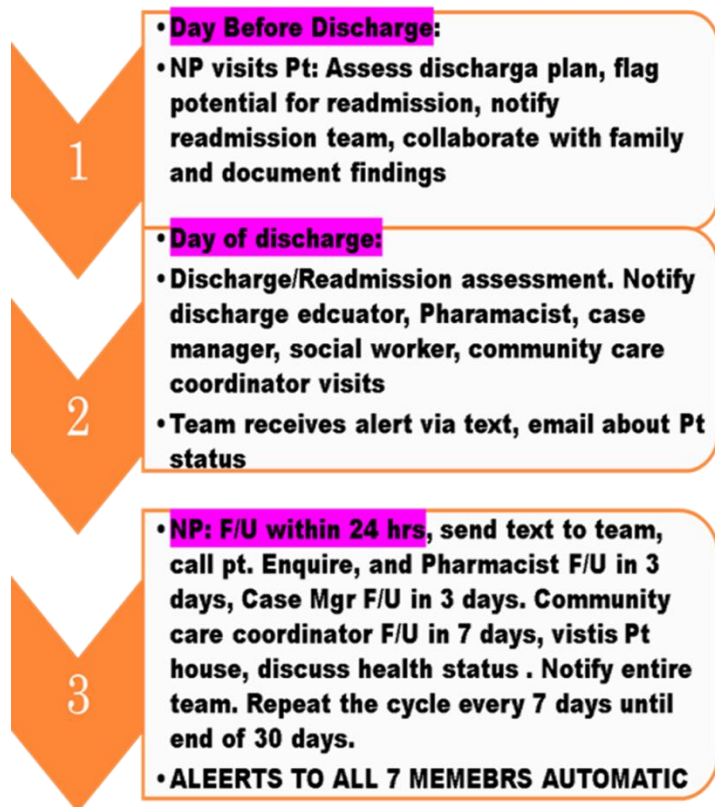 1
• Day Before Discharge:
• NP visits Pt: Assess discharga plan, flag
potential for readmission, notify
readmission team, collaborate with family
and document findings
2
• Day of discharge:
• Discharge/Readmission assessment. Notify
discharge edcuator, Pharamacist, case
manager, social worker, community care
coordinator visits
• Team receives alert via text, email about Pt
status
3
• NP: F/U within 24 hrs, send text to team,
call pt. Enquire, and Pharmacist F/U in 3
days, Case Mgr F/U in 3 days. Community
care coordinator F/U in 7 days, vistis Pt
house, discuss health status . Notify entire
team. Repeat the cycle every 7 days until
end of 30 days.
• ALEERTS TO ALL 7 MEMEBRS AUTOMATIC